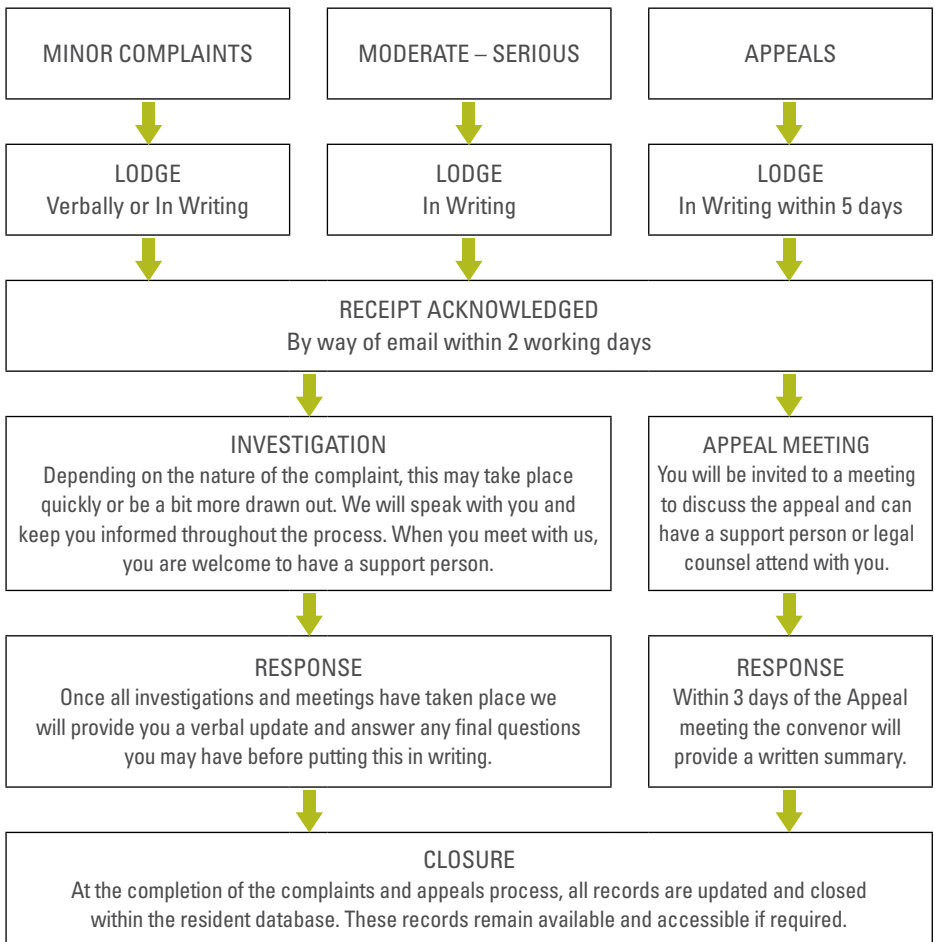 MINOR COMPLAINTS
MODERATE – SERIOUS
APPEALS
LODGE
Verbally or In Writing
LODGE
In Writing
LODGE
In Writing within 5 days
RECEIPT ACKNOWLEDGED
By way of email within 2 working days
INVESTIGATION
Depending on the nature of the complaint, this may take place
quickly or be a bit more drawn out. We will speak with you and
keep you informed throughout the process. When you meet with us,
you are welcome to have a support person.
APPEAL MEETING
You will be invited to a meeting
to discuss the appeal and can
have a support person or legal
counsel attend with you.
RESPONSE
Once all investigations and meetings have taken place we
will provide you a verbal update and answer any final questions
you may have before putting this in writing.
RESPONSE
Within 3 days of the Appeal
meeting the convenor will
provide a written summary.
CLOSURE
At the completion of the complaints and appeals process, all records are updated and closed
within the resident database. These records remain available and accessible if required.